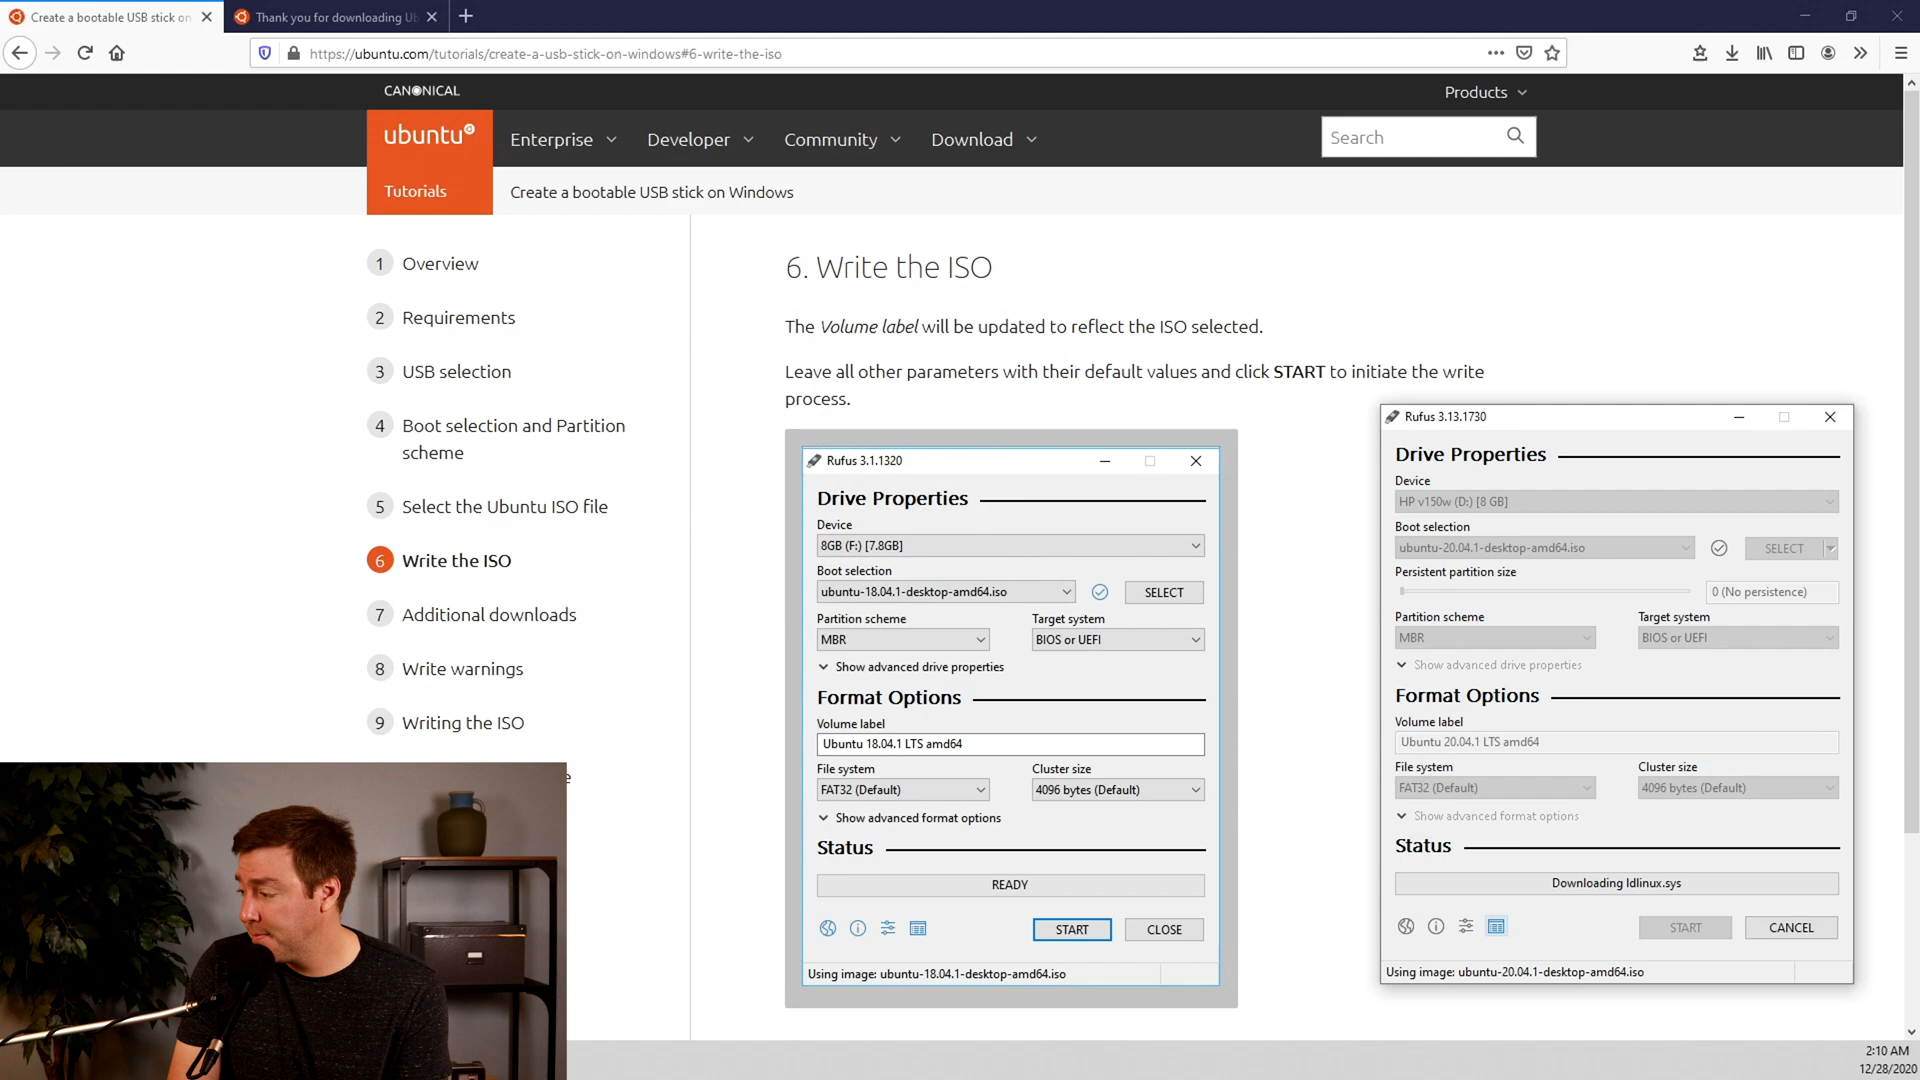 Create a bootable USB stick on
Thank you for downloading Ub
https://ubuntu.com/tutorials/create-a-usb-stick-on-windows#6-write-the-iso
CANONICAL
Products
ubuntu
Enterprise
Developer
Community
Download
Search
Tutorials
Create a bootable USB stick on Windows
1 Overview
2 Requirements
3 USB selection
4 Boot selection and Partition
scheme
5 Select the Ubuntu ISO file
6 Write the ISO
7 Additional downloads
8 Write warnings
9 Writing the ISO
e
6. Write the ISO
The Volume label will be updated to reflect the ISO selected.
Leave all other parameters with their default values and click START to initiate the write
process.
Rufus 3.1.1320
Drive Properties
Device
8GB (F:) [7.8GB]
Boot selection
ubuntu-18.04.1-desktop-amd64.iso
SELECT
Partition scheme
Target system
MBR
BIOS or UEFI
Show advanced drive properties
Format Options
Volume label
Ubuntu 18.04.1 LTS amd64
File system
Cluster size
FAT32 (Default)
4096 bytes (Default)
Show advanced format options
Status
READY
START
CLOSE
Using image: ubuntu-18.04.1-desktop-amd64.iso
Rufus 3.13.1730
Drive Properties
Device
HP v150w (D:) [8 GB]
Boot selection
ubuntu-20.04.1-desktop-amd64.iso
SELECT
Persistent partition size
0 (No persistence)
Partition scheme
Target system
MBR
BIOS or UEFI
Show advanced drive properties
Format Options
Volume label
Ubuntu 20.04.1 LTS amd64
File system
Cluster size
FAT32 (Default)
4096 bytes (Default)
Show advanced format options
Status
Downloading ldlinux.sys
START
CANCEL
Using image: ubuntu-20.04.1-desktop-amd64.iso
2:10 AM
12/28/2020